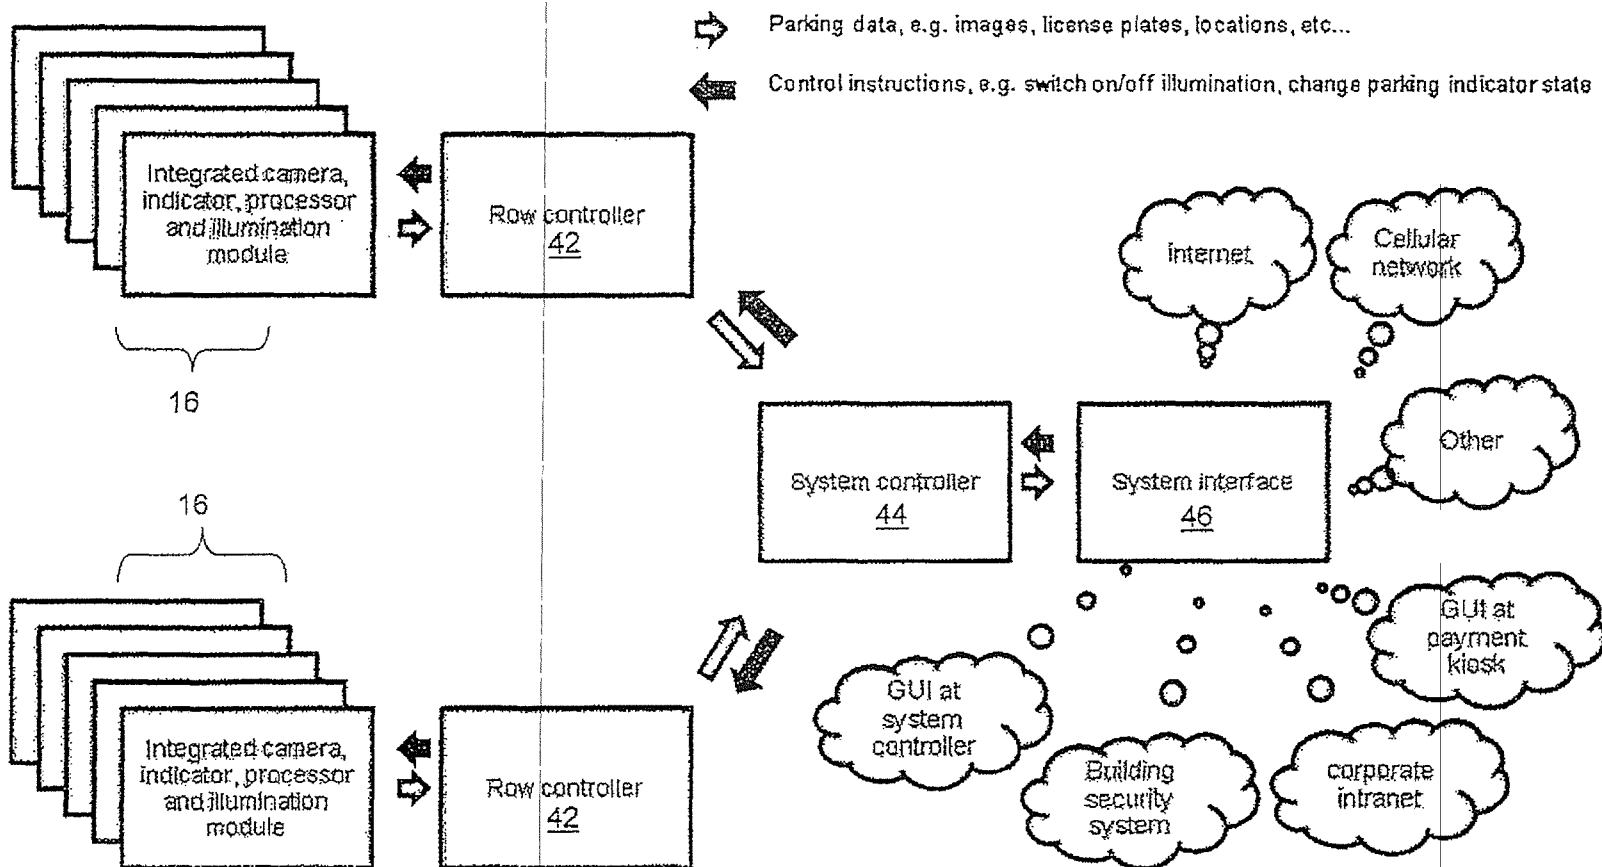 Parking data, e.g. images, license plates, locations, etc...
Control instructions, e.g. switch on/off illumination, change parking indicator state
Integrated camera,
indicator, processor
and illumination
module
Row controller
42
16
internet
Cellular
network
Other
System controller
44
System interface
46
16
Integrated camera,
indicator, processor
and illumination
module
Row controller
42
GUI at
system
controller
Building
security
system
corporate
intranet
GUI at
payment
kiosk